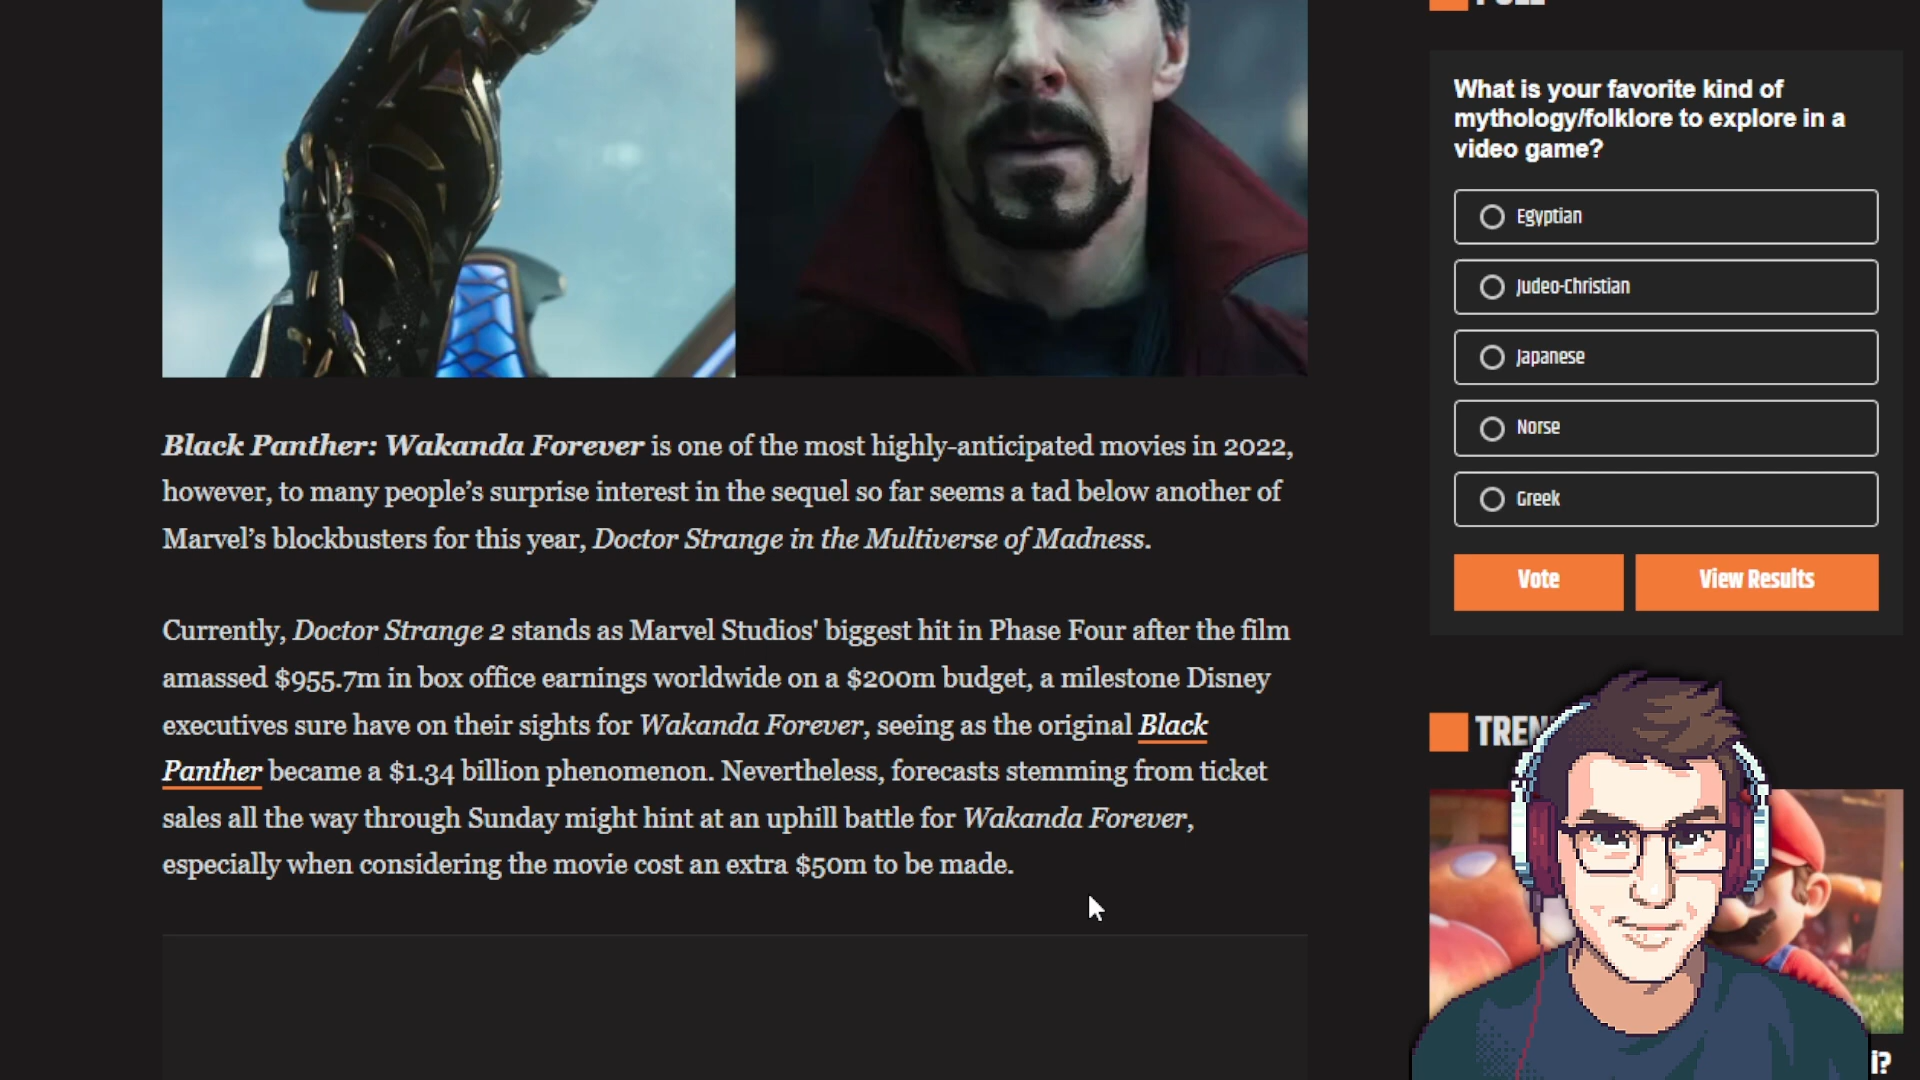 Black Panther: Wakanda Forever is one of the most highly-anticipated movies in 2022,
however, to many people’s surprise interest in the sequel so far seems a tad below another of
Marvel’s blockbusters for this year, Doctor Strange in the Multiverse of Madness.
Currently, Doctor Strange 2 stands as Marvel Studios' biggest hit in Phase Four after the film
amassed $955.7m in box office earnings worldwide on a $200m budget, a milestone Disney
executives sure have on their sights for Wakanda Forever, seeing as the original Black
Panther became a $1.34 billion phenomenon. Nevertheless, forecasts stemming from ticket
sales all the way through Sunday might hint at an uphill battle for Wakanda Forever,
especially when considering the movie cost an extra $50m to be made.
What is your favorite kind of
mythology/folklore to explore in a
video game?
Egyptian
Judeo-Christian
Japanese
Norse
Greek
Vote
View Results
TREN
i?